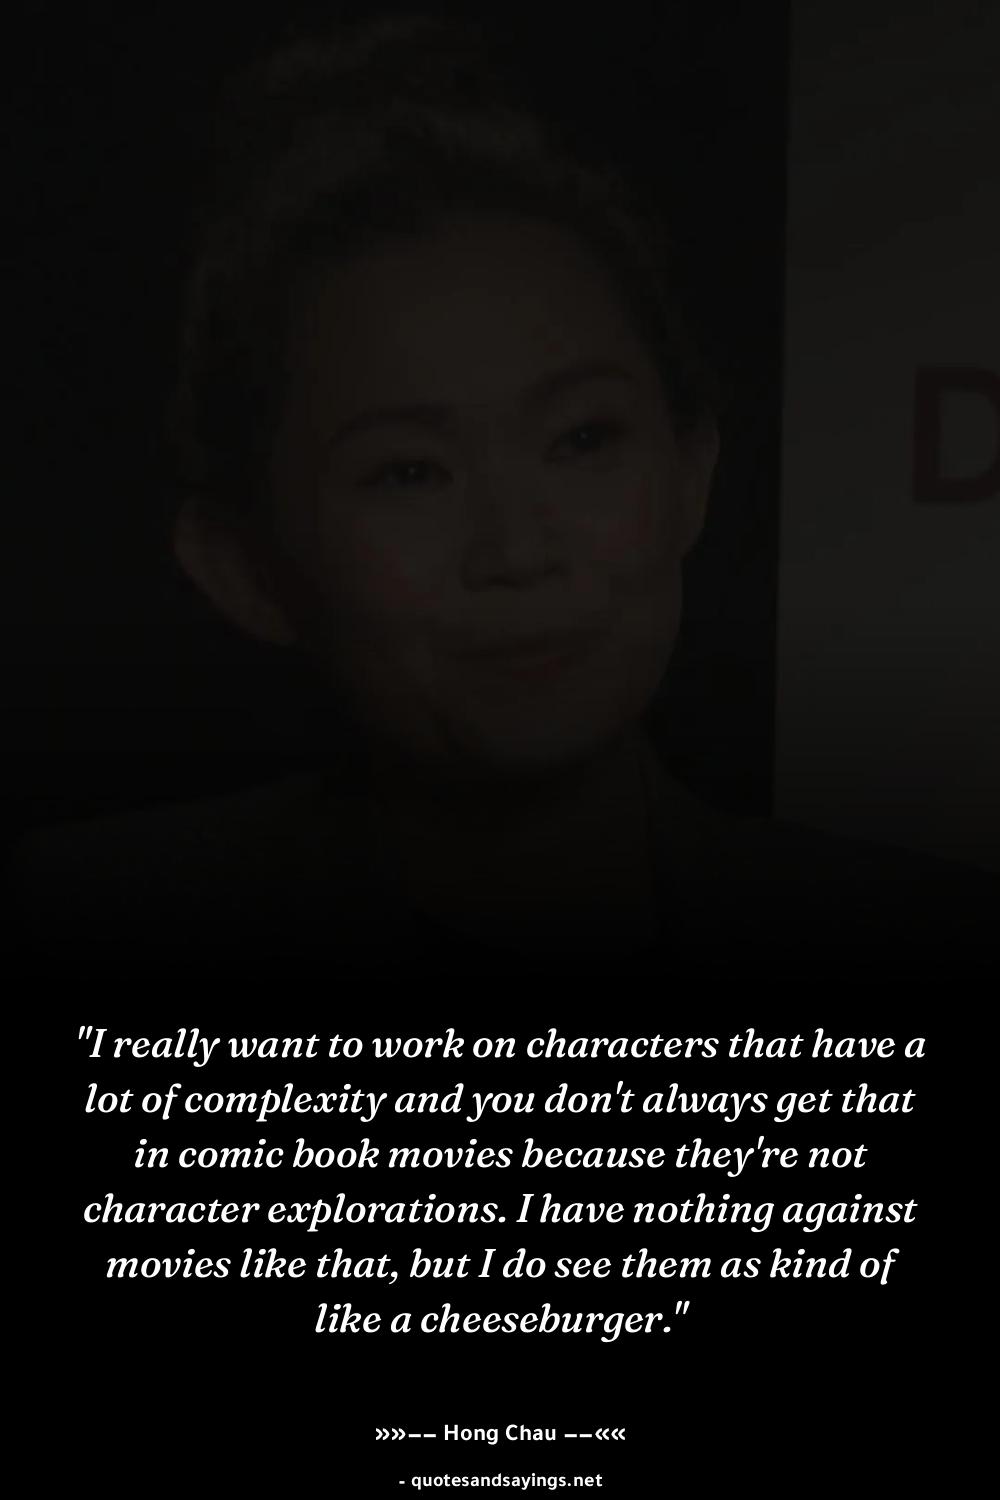 D
"I really want to work on characters that have a
lot of complexity and you don't always get that
in comic book movies because they're not
character explorations. I have nothing against
movies like that, but I do see them as kind of
like a cheeseburger."
»»–– Hong Chau ––««
- quotesandsayings.net